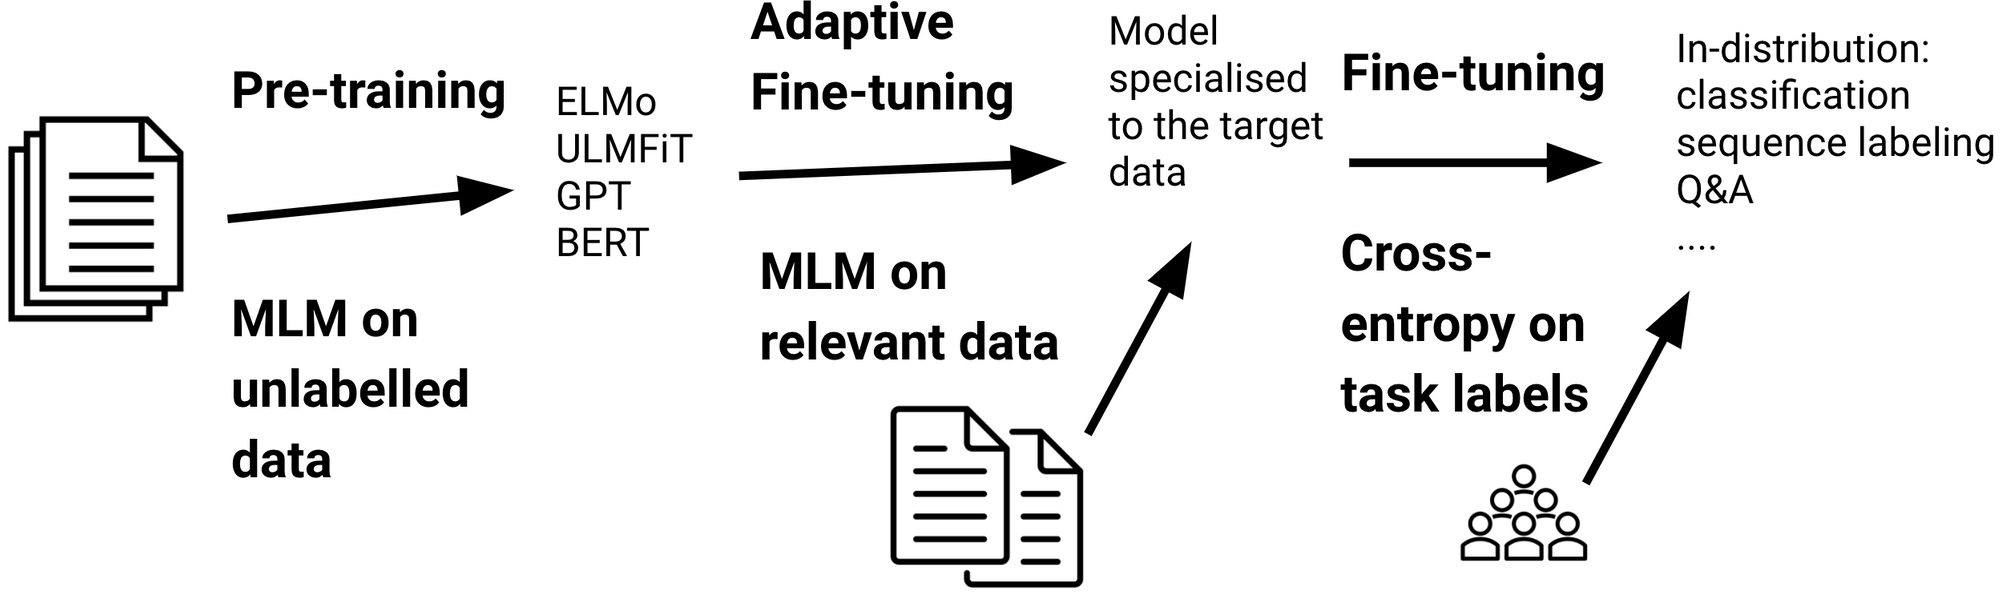 Pre-training
MLM on
unlabelled
data
ELMo
ULMFiT
GPT
BERT
Adaptive
Fine-tuning
MLM on
relevant data
Model
specialised
to the target
data
Fine-tuning
Cross-
entropy on
task labels
In-distribution:
classification
sequence labeling
Q&A
....